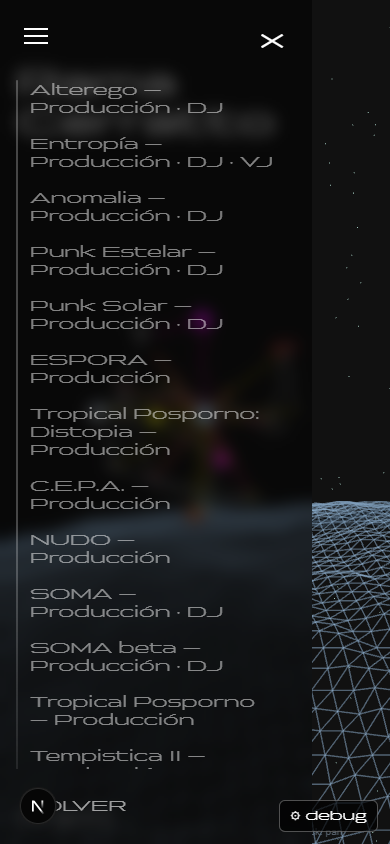 Alterego —
Producción · DJ
Entropía —
Producción · DJ · VJ
Anomalia —
Producción · DJ
Punk Estelar —
Producción · DJ
Punk Solar —
Producción · DJ
ESPORA —
Producción
Tropical Posporno:
Distopia —
Producción
C.E.P.A. —
Producción
NUDO —
Producción
SOMA —
Producción · DJ
SOMA beta —
Producción · DJ
Tropical Posporno
— Producción
Tempistica II —
N OLVER
debug